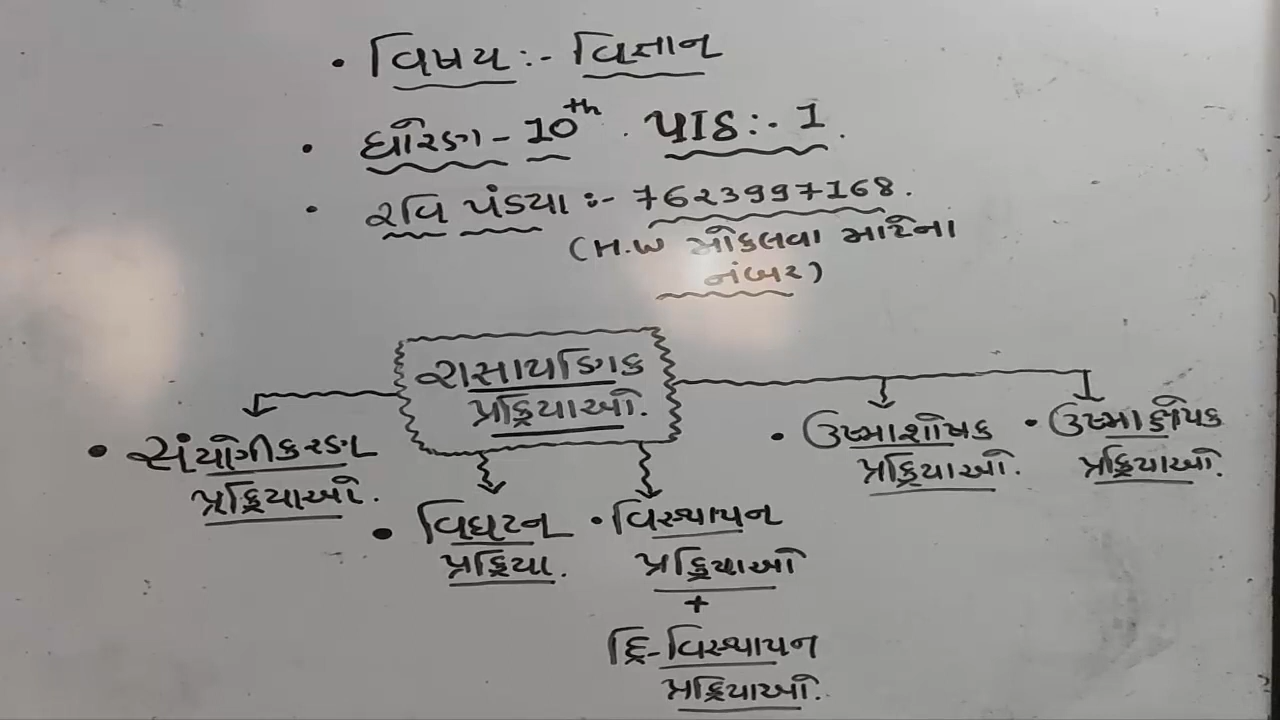 • વિષય :- વિજ્ઞાન
• ધોરણ - 10th . પાઠ :- 1.
• રવિ પંડયા :- 7623997168.
(H.W મોકલવા માટેના
નંબર)
રાસાયણિક
પ્રક્રિયાઓ.
• સંયોગીકરણ
પ્રક્રિયાઓ.
• વિઘટન
પ્રક્રિયા.
• વિસ્થાપન
પ્રક્રિયાઓ
+
દ્વિ-વિસ્થાપન
પ્રક્રિયાઓ.
• ઉષ્માશોષક
પ્રક્રિયાઓ.
• ઉષ્માક્ષેપક
પ્રક્રિયાઓ.